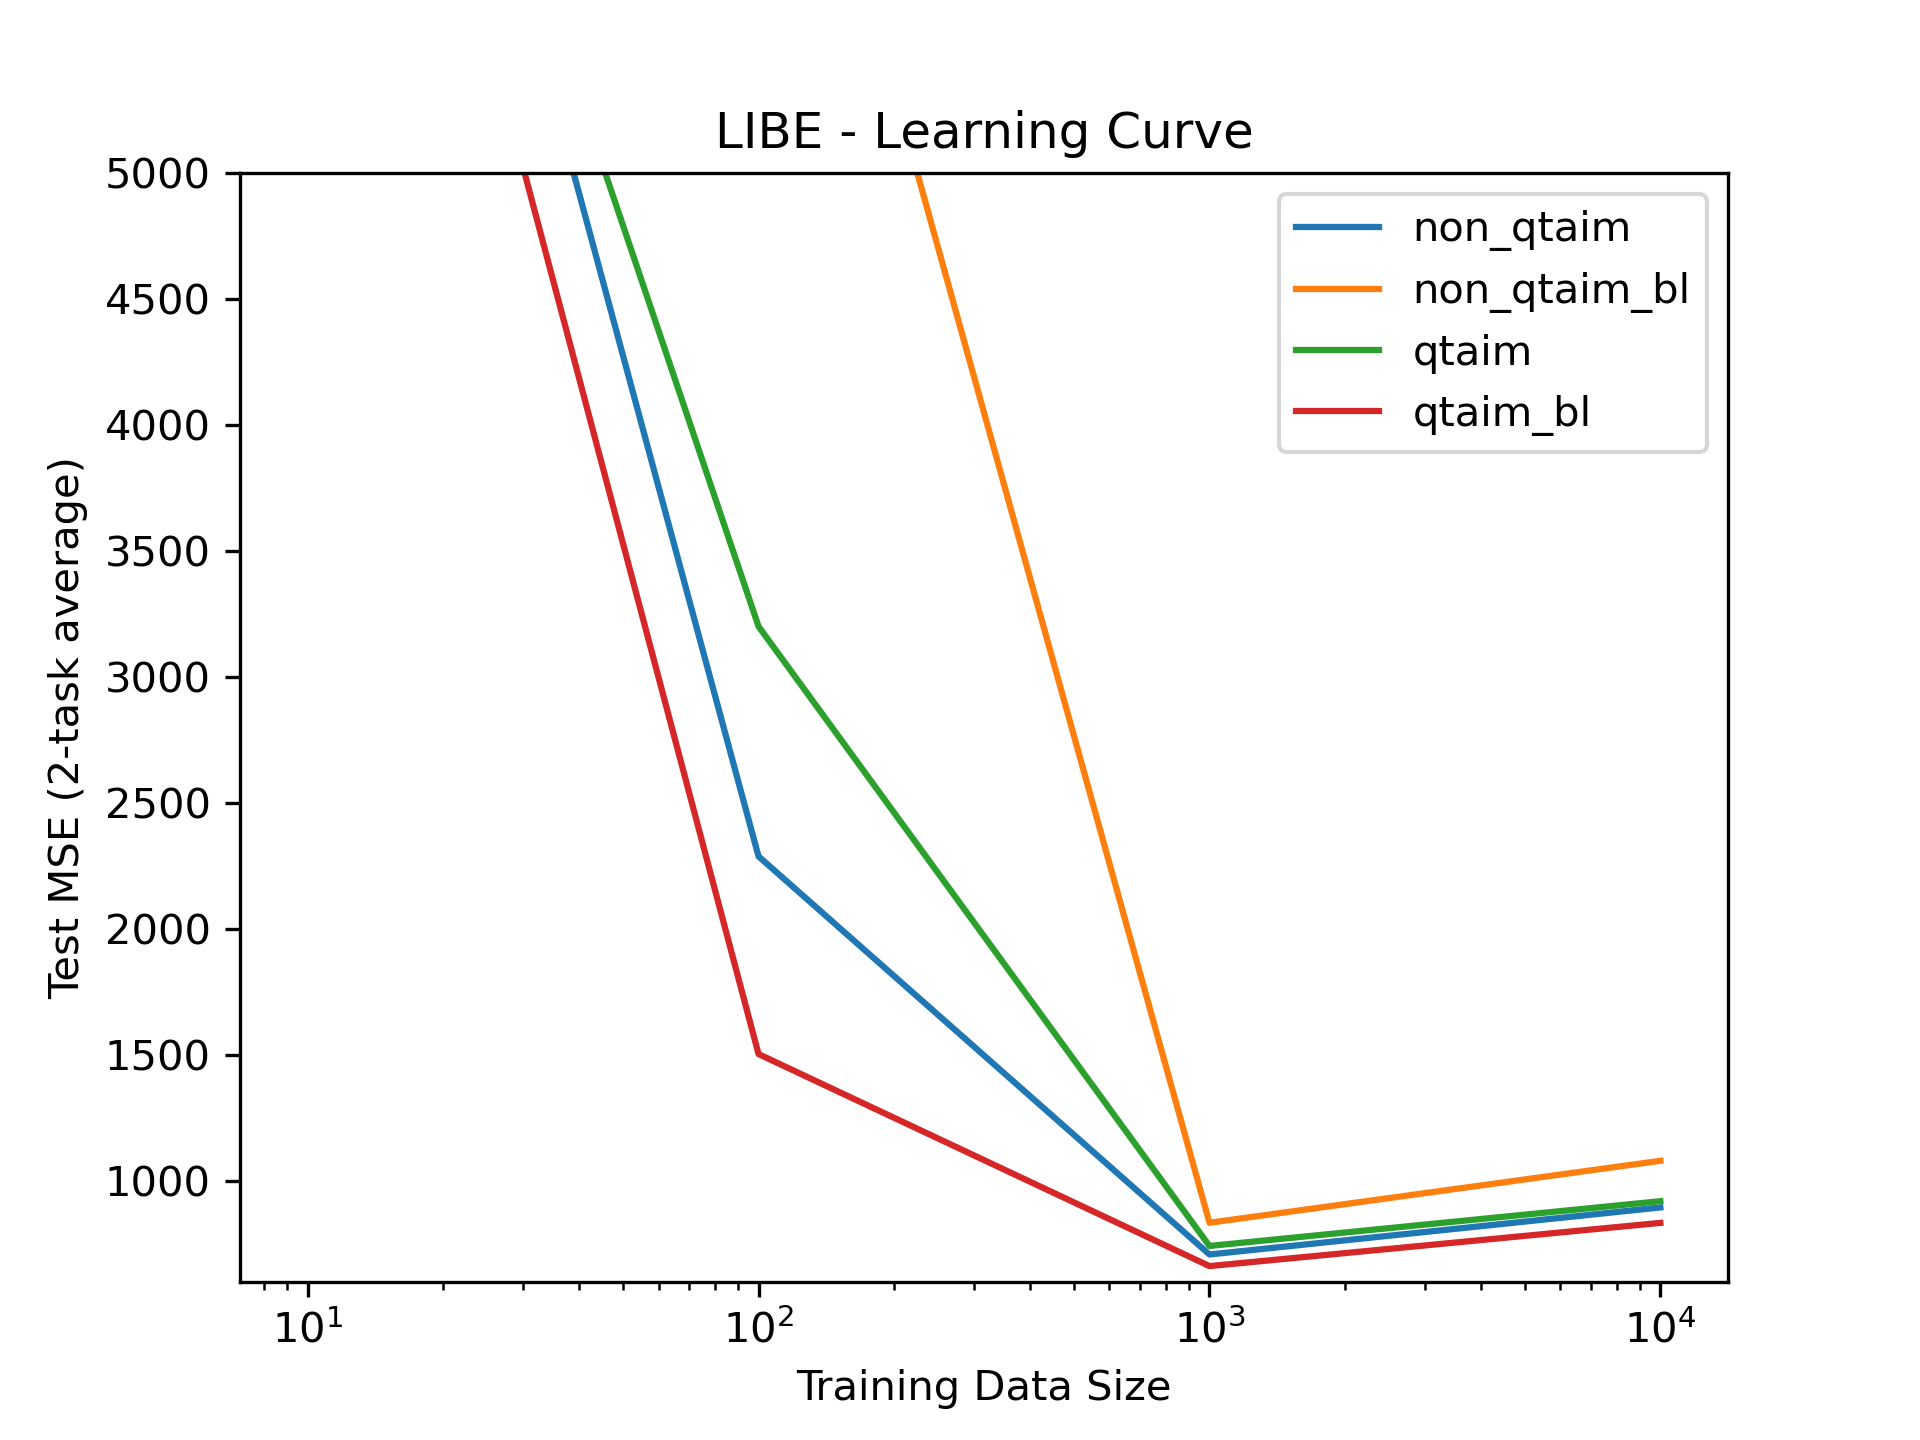 LIBE - Learning Curve
5000
4500
4000
3500
3000
2500
2000
1500
1000
Test MSE (2-task average)
non_qtaim
non_qtaim_bl
qtaim
qtaim_bl
10¹
10²
10³
10⁴
Training Data Size